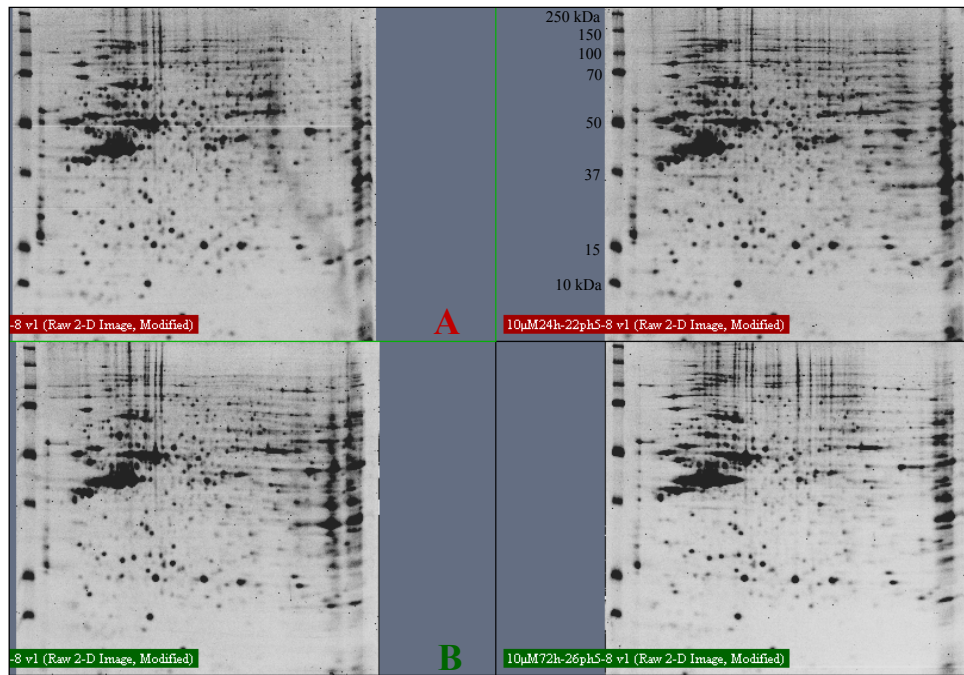 250 kDa
150
100
70
50
37
15
10 kDa
-8 v1 (Raw 2-D Image, Modified)
A
10µM24h-22ph5-8 v1 (Raw 2-D Image, Modified)
-8 v1 (Raw 2-D Image, Modified)
B
10µM72h-26ph5-8 v1 (Raw 2-D Image, Modified)